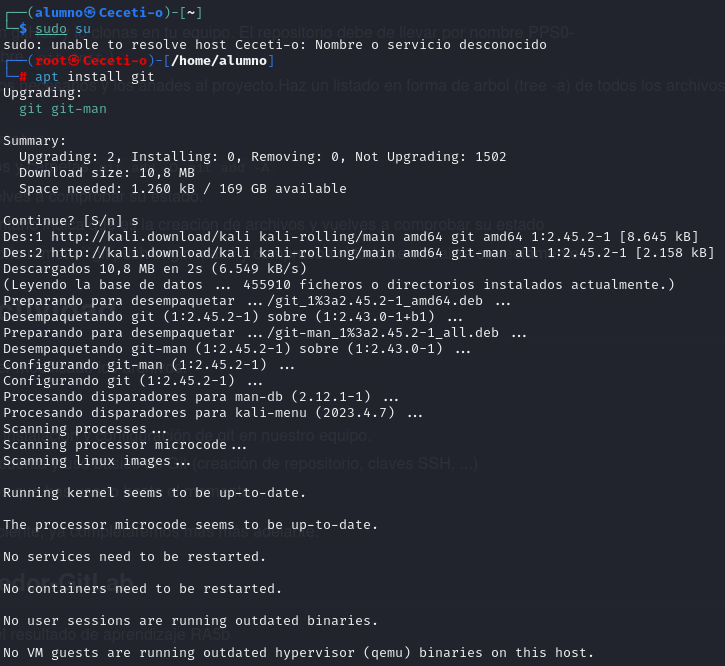 ┌──(alumno㉿Ceceti-o)-[~]
└─$ sudo su
sudo: unable to resolve host Ceceti-o: Nombre o servicio desconocido
┌──(root㉿Ceceti-o)-[/home/alumno]
└─# apt install git
Upgrading:
  git git-man

Summary:
  Upgrading: 2, Installing: 0, Removing: 0, Not Upgrading: 1502
  Download size: 10,8 MB
  Space needed: 1.260 kB / 169 GB available

Continue? [S/n] s
Des:1 http://kali.download/kali kali-rolling/main amd64 git amd64 1:2.45.2-1 [8.645 kB]
Des:2 http://kali.download/kali kali-rolling/main amd64 git-man all 1:2.45.2-1 [2.158 kB]
Descargados 10,8 MB en 2s (6.549 kB/s)
(Leyendo la base de datos ... 455910 ficheros o directorios instalados actualmente.)
Preparando para desempaquetar .../git_1%3a2.45.2-1_amd64.deb ...
Desempaquetando git (1:2.45.2-1) sobre (1:2.43.0-1+b1) ...
Preparando para desempaquetar .../git-man_1%3a2.45.2-1_all.deb ...
Desempaquetando git-man (1:2.45.2-1) sobre (1:2.43.0-1) ...
Configurando git-man (1:2.45.2-1) ...
Configurando git (1:2.45.2-1) ...
Procesando disparadores para man-db (2.12.1-1) ...
Procesando disparadores para kali-menu (2023.4.7) ...
Scanning processes...
Scanning processor microcode...
Scanning linux images...

Running kernel seems to be up-to-date.

The processor microcode seems to be up-to-date.

No services need to be restarted.

No containers need to be restarted.

No user sessions are running outdated binaries.

No VM guests are running outdated hypervisor (qemu) binaries on this host.